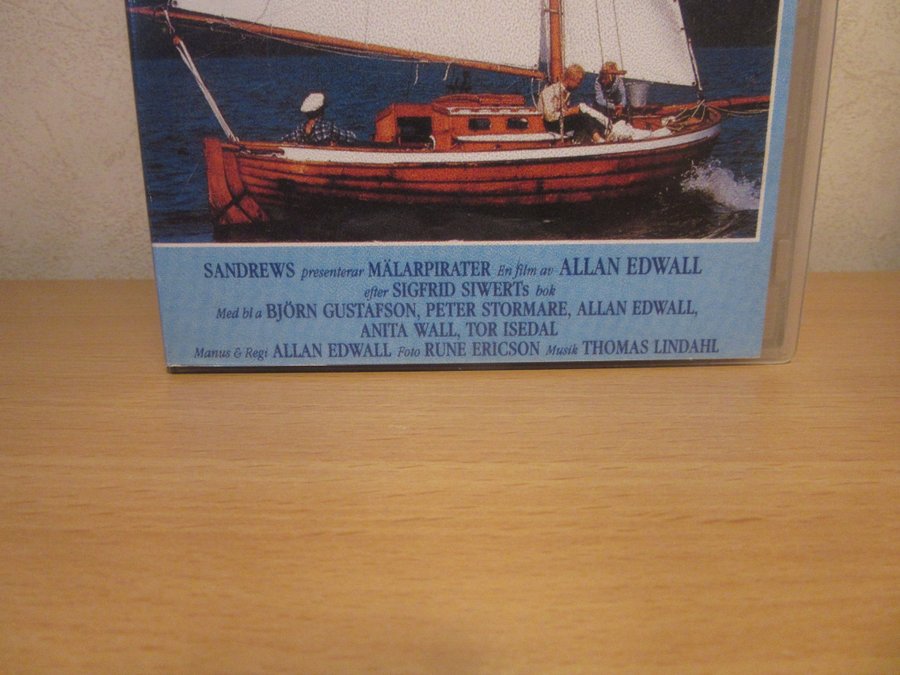 SANDREWS presenterar MÄLARPIRATER En film av ALLAN EDWALL
efter SIGFRID SIWERTs bok
Med bl a BJÖRN GUSTAFSON, PETER STORMARE, ALLAN EDWALL,
ANITA WALL, TOR ISEDAL
Manus & Regi ALLAN EDWALL Foto RUNE ERICSON Musik THOMAS LINDAHL